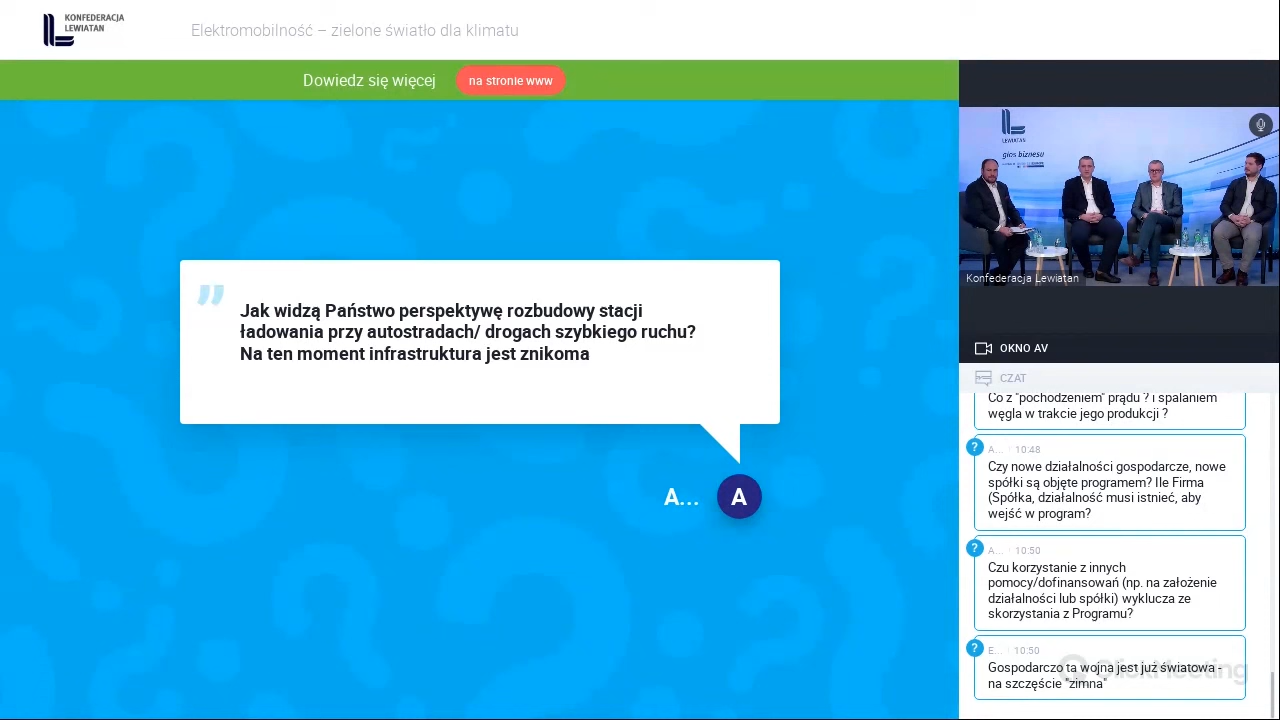 KONFEDERACJA
LEWIATAN
Elektromobilność – zielone światło dla klimatu
Dowiedz się więcej
na stronie www
Jak widzą Państwo perspektywę rozbudowy stacji
ładowania przy autostradach/ drogach szybkiego ruchu?
Na ten moment infrastruktura jest znikoma
A...
A
LEWIATAN
głos biznesu
Konfederacja Lewiatan
OKNO AV
CZAT
Co z "pochodzeniem" prądu ? i spalaniem
węgla w trakcie jego produkcji ?
? A... 10:48
Czy nowe działalności gospodarcze, nowe
spółki są objęte programem? Ile Firma
(Spółka, działalność musi istnieć, aby
wejść w program?
? A... 10:50
Czu korzystanie z innych
pomocy/dofinansowań (np. na założenie
działalności lub spółki) wyklucza ze
skorzystania z Programu?
? E... 10:50
Gospodarczo ta wojna jest już światowa -
na szczęście "zimna"
ClickMeeting